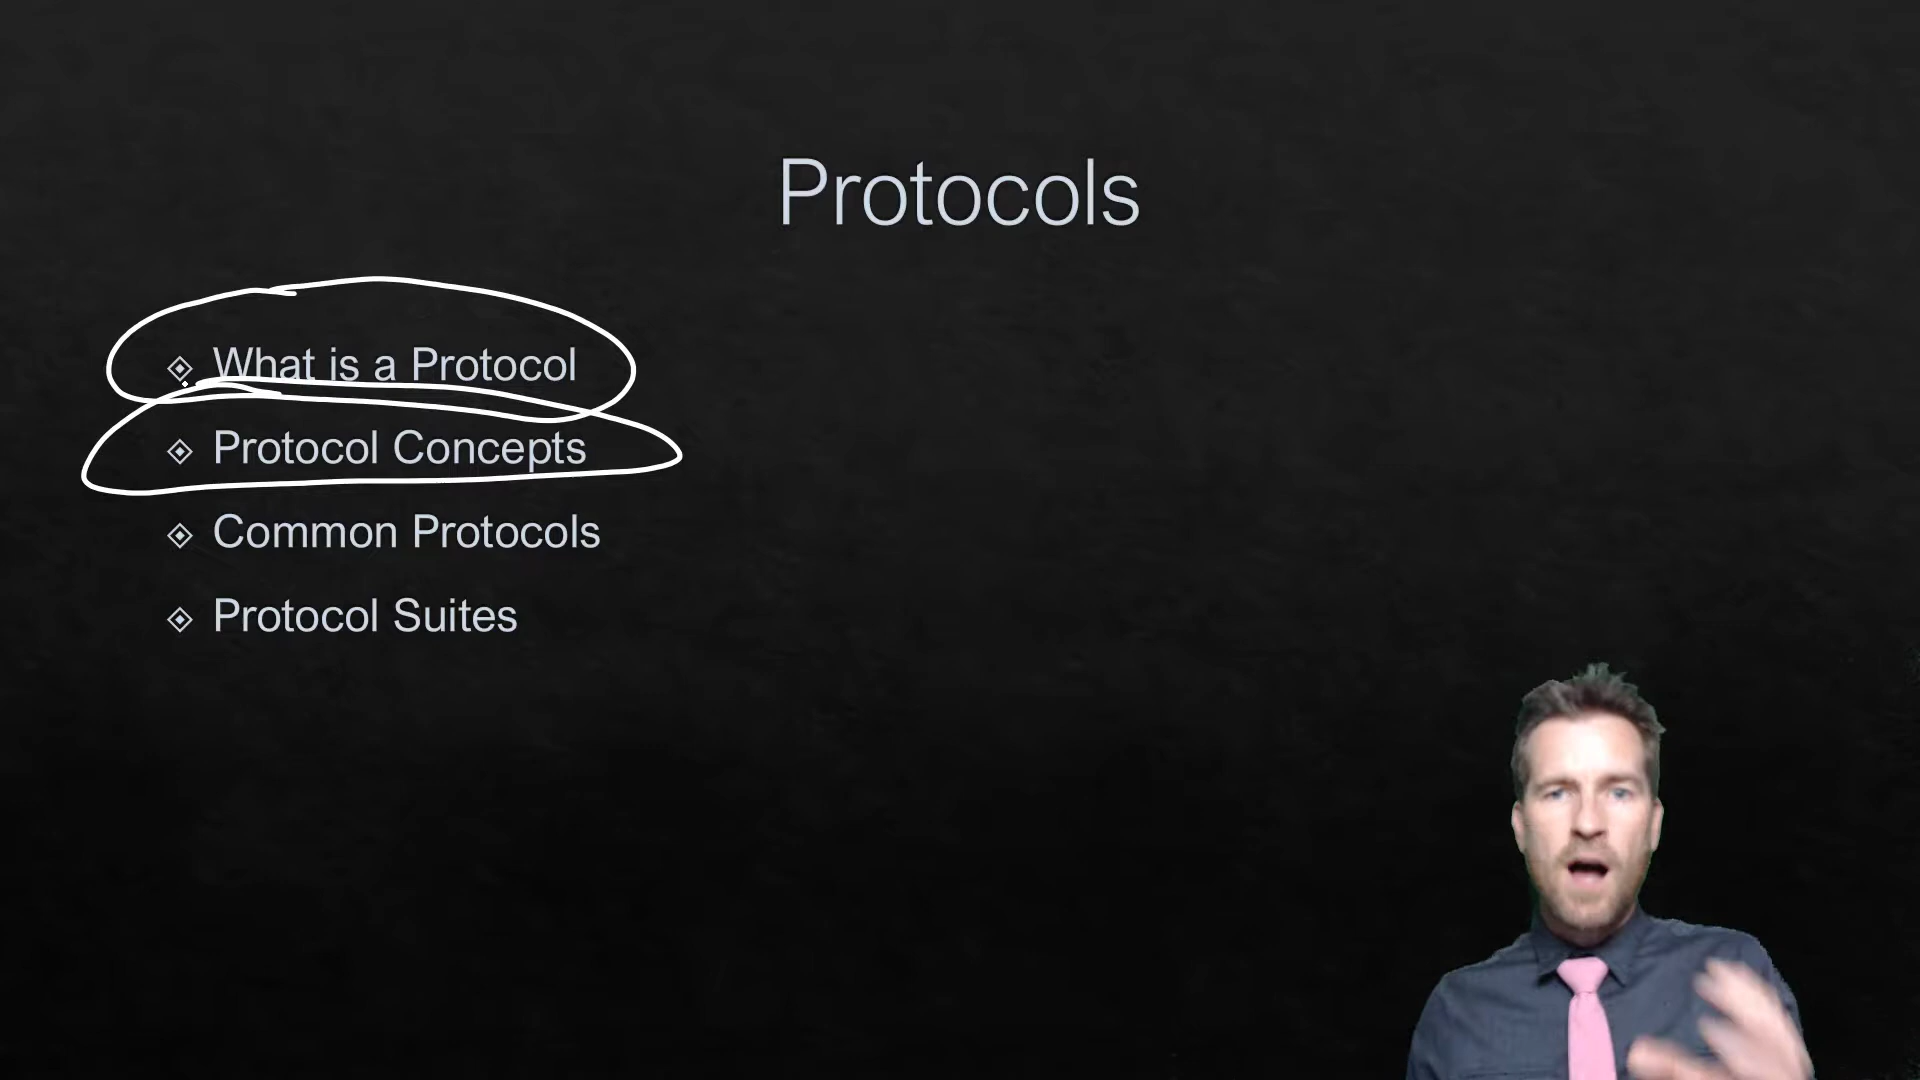 Protocols
What is a Protocol
Protocol Concepts
Common Protocols
Protocol Suites